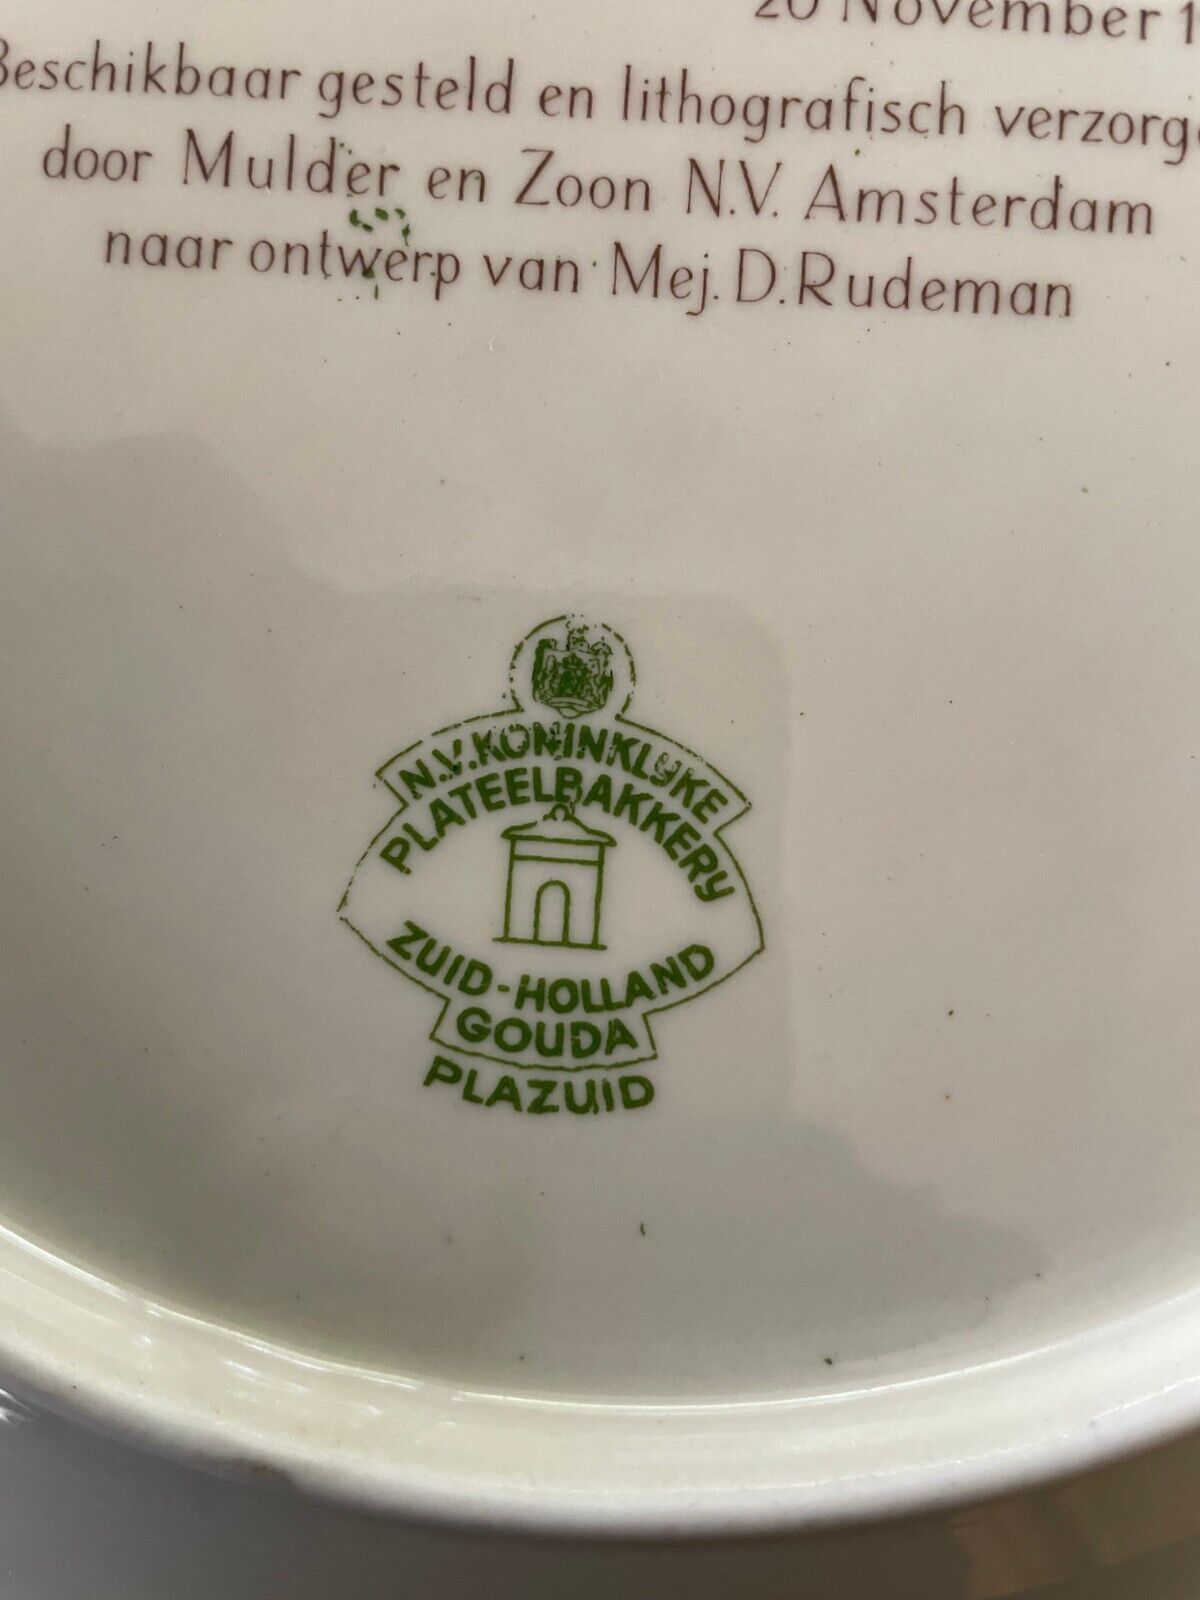 20 November 1
Beschikbaar gesteld en lithografisch verzorg
door Mulder en Zoon N.V. Amsterdam
naar ontwerp van Mej. D. Rudeman
N.V. KONINKLYKE
PLATEELBAKKERY
ZUID-HOLLAND
GOUDA
PLAZUID